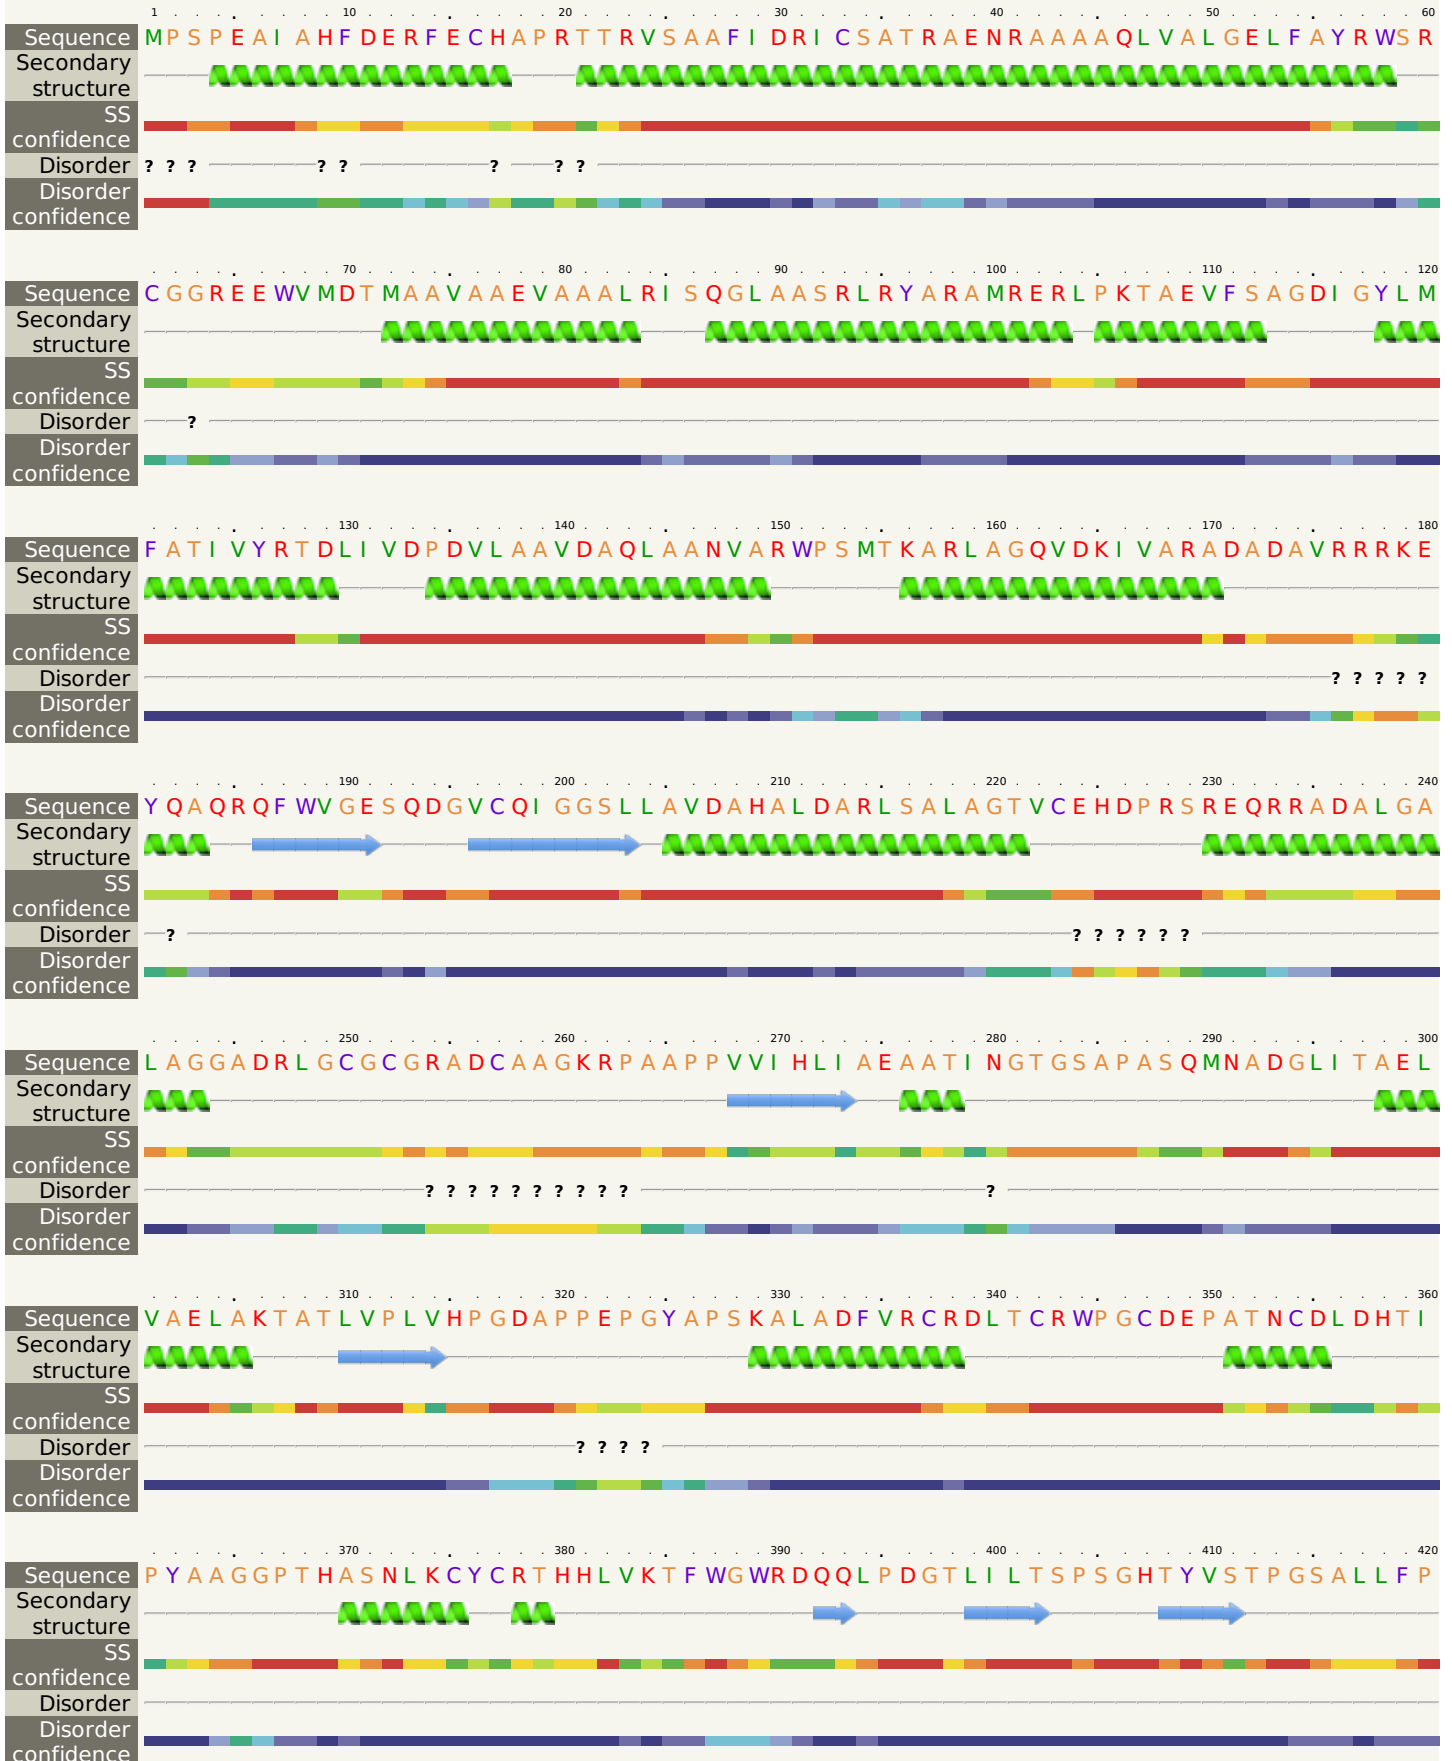 1 . . . . . . . . 10 . . . . . . . . . 20 . . . . . . . . . 30 . . . . . . . . . 40 . . . . . . . . . 50 . . . . . . . . . 60
Sequence MPSPEAIAHFDERFECHAPRTTRVSAAFIDRICSATRAENRAAAAQLVALGELFAYRWSR
Secondary
structure
SS
confidence
Disorder ? ? ? ? ? ? ? ?
Disorder
confidence
. . . . . . . . . 70 . . . . . . . . . 80 . . . . . . . . . 90 . . . . . . . . . 100 . . . . . . . . . 110 . . . . . . . . . 120
Sequence CGGREEWVMDTMAAVAAEVAAALRISQGLAASRLRYARAMRERLPKTAEVFSAGDIGYLM
Secondary
structure
SS
confidence
Disorder ?
Disorder
confidence
. . . . . . . . . 130 . . . . . . . . . 140 . . . . . . . . . 150 . . . . . . . . . 160 . . . . . . . . . 170 . . . . . . . . . 180
Sequence FATIVYRTDLIVDPDVLAAVDAQLAANVARWPSMTKARLAGQVDKIVARADADAVRRRKE
Secondary
structure
SS
confidence
Disorder ? ? ? ? ?
Disorder
confidence
. . . . . . . . . 190 . . . . . . . . . 200 . . . . . . . . . 210 . . . . . . . . . 220 . . . . . . . . . 230 . . . . . . . . . 240
Sequence YQAQRQFWVGESQDGVCQIGGSLLAVDAHALDARLSALAGTVCEHDPRSREQRRADALGA
Secondary
structure
SS
confidence
Disorder ? ? ? ? ? ? ?
Disorder
confidence
. . . . . . . . . 250 . . . . . . . . . 260 . . . . . . . . . 270 . . . . . . . . . 280 . . . . . . . . . 290 . . . . . . . . . 300
Sequence LAGGADRLGCGCGRADCAAGKRPAAPPVVIHLIAEAATINGTGSAPASQMNADGLITAEL
Secondary
structure
SS
confidence
Disorder ? ? ? ? ? ? ? ? ? ? ?
Disorder
confidence
. . . . . . . . . 310 . . . . . . . . . 320 . . . . . . . . . 330 . . . . . . . . . 340 . . . . . . . . . 350 . . . . . . . . . 360
Sequence VAELAKTATLVPLVHPGDAPPEPGYAPSKALADFVRCRDLTCRWPGCDEPATNCDLDHTI
Secondary
structure
SS
confidence
Disorder ? ? ? ?
Disorder
confidence
. . . . . . . . . 370 . . . . . . . . . 380 . . . . . . . . . 390 . . . . . . . . . 400 . . . . . . . . . 410 . . . . . . . . . 420
Sequence PYAAGGPTHASNLKCYCRTHHLVKTFWGWRDQQLPDGTLILTSPSGHTYVSTPGSALLFP
Secondary
structure
SS
confidence
Disorder
Disorder
confidence